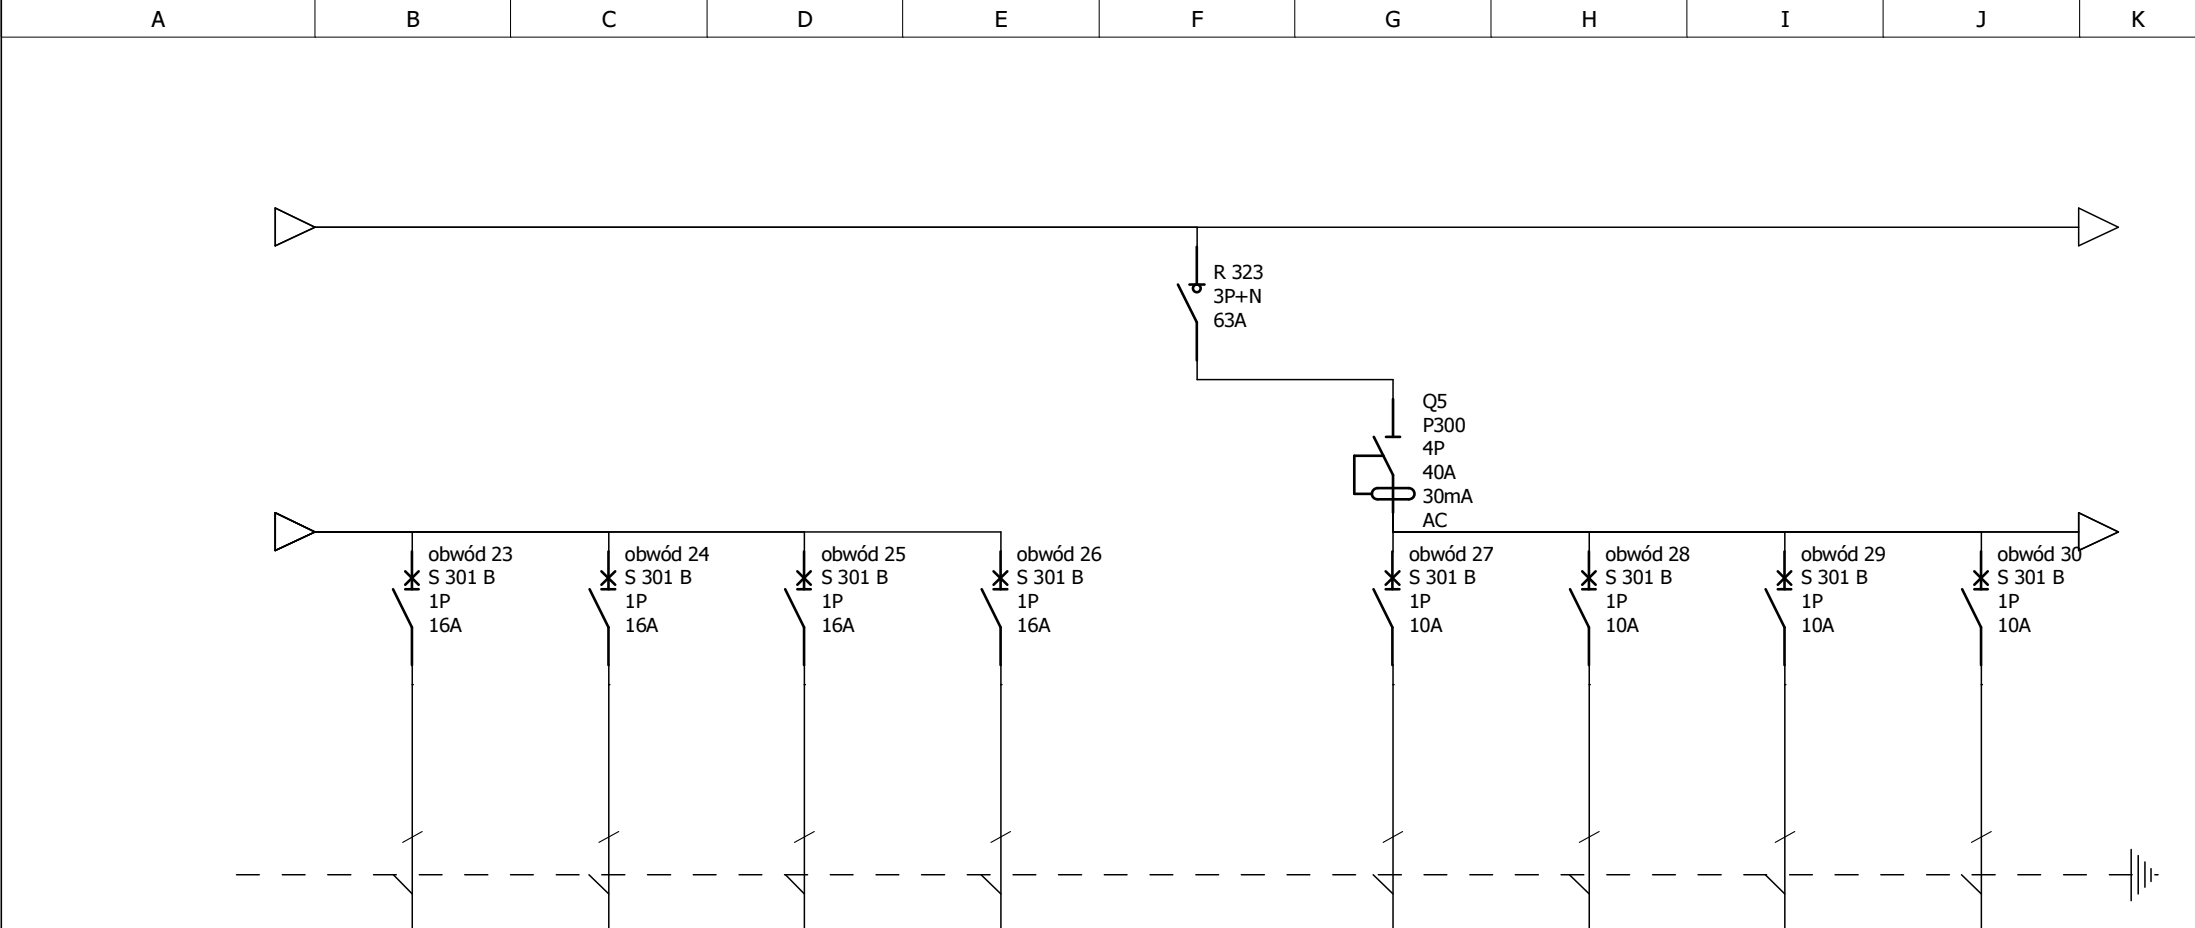 A
B
C
D
E
F
G
H
I
J
K
R 323
3P+N
63A
Q5
P300
4P
40A
30mA
AC
obwód 23
S 301 B
1P
16A
obwód 24
S 301 B
1P
16A
obwód 25
S 301 B
1P
16A
obwód 26
S 301 B
1P
16A
obwód 27
S 301 B
1P
10A
obwód 28
S 301 B
1P
10A
obwód 29
S 301 B
1P
10A
obwód 30
S 301 B
1P
10A